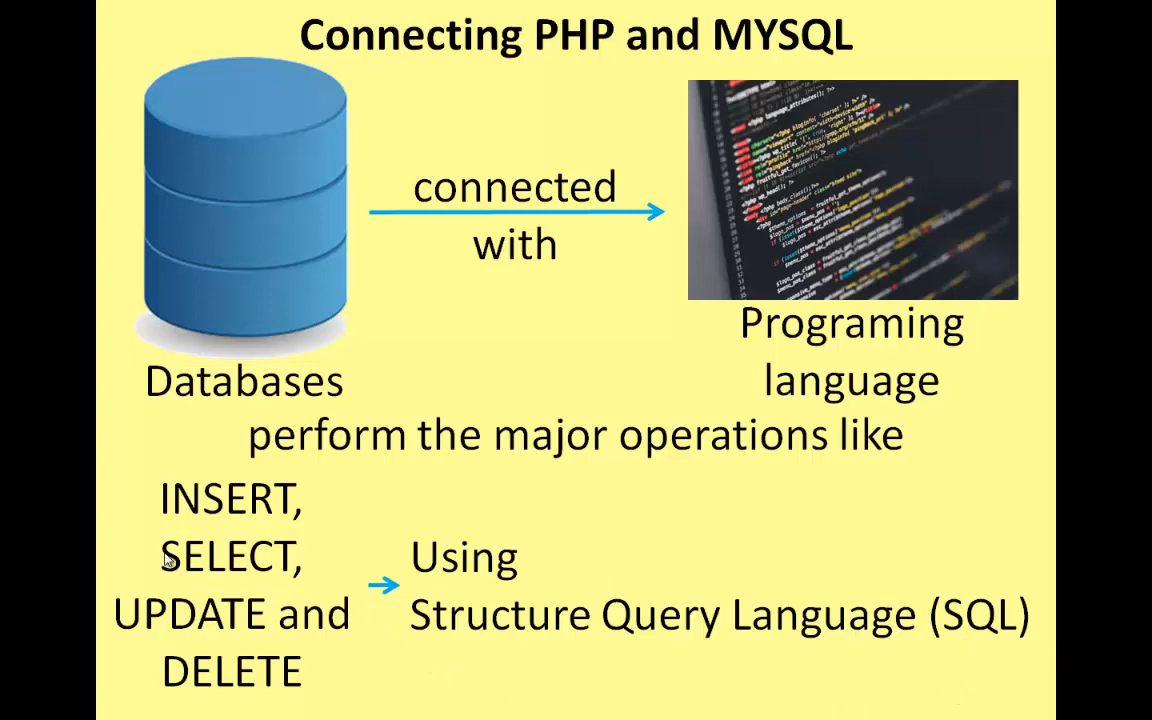 Connecting PHP and MYSQL
connected
with
Databases
Programing
language
perform the major operations like
INSERT,
SELECT,
UPDATE and
DELETE
Using
Structure Query Language (SQL)